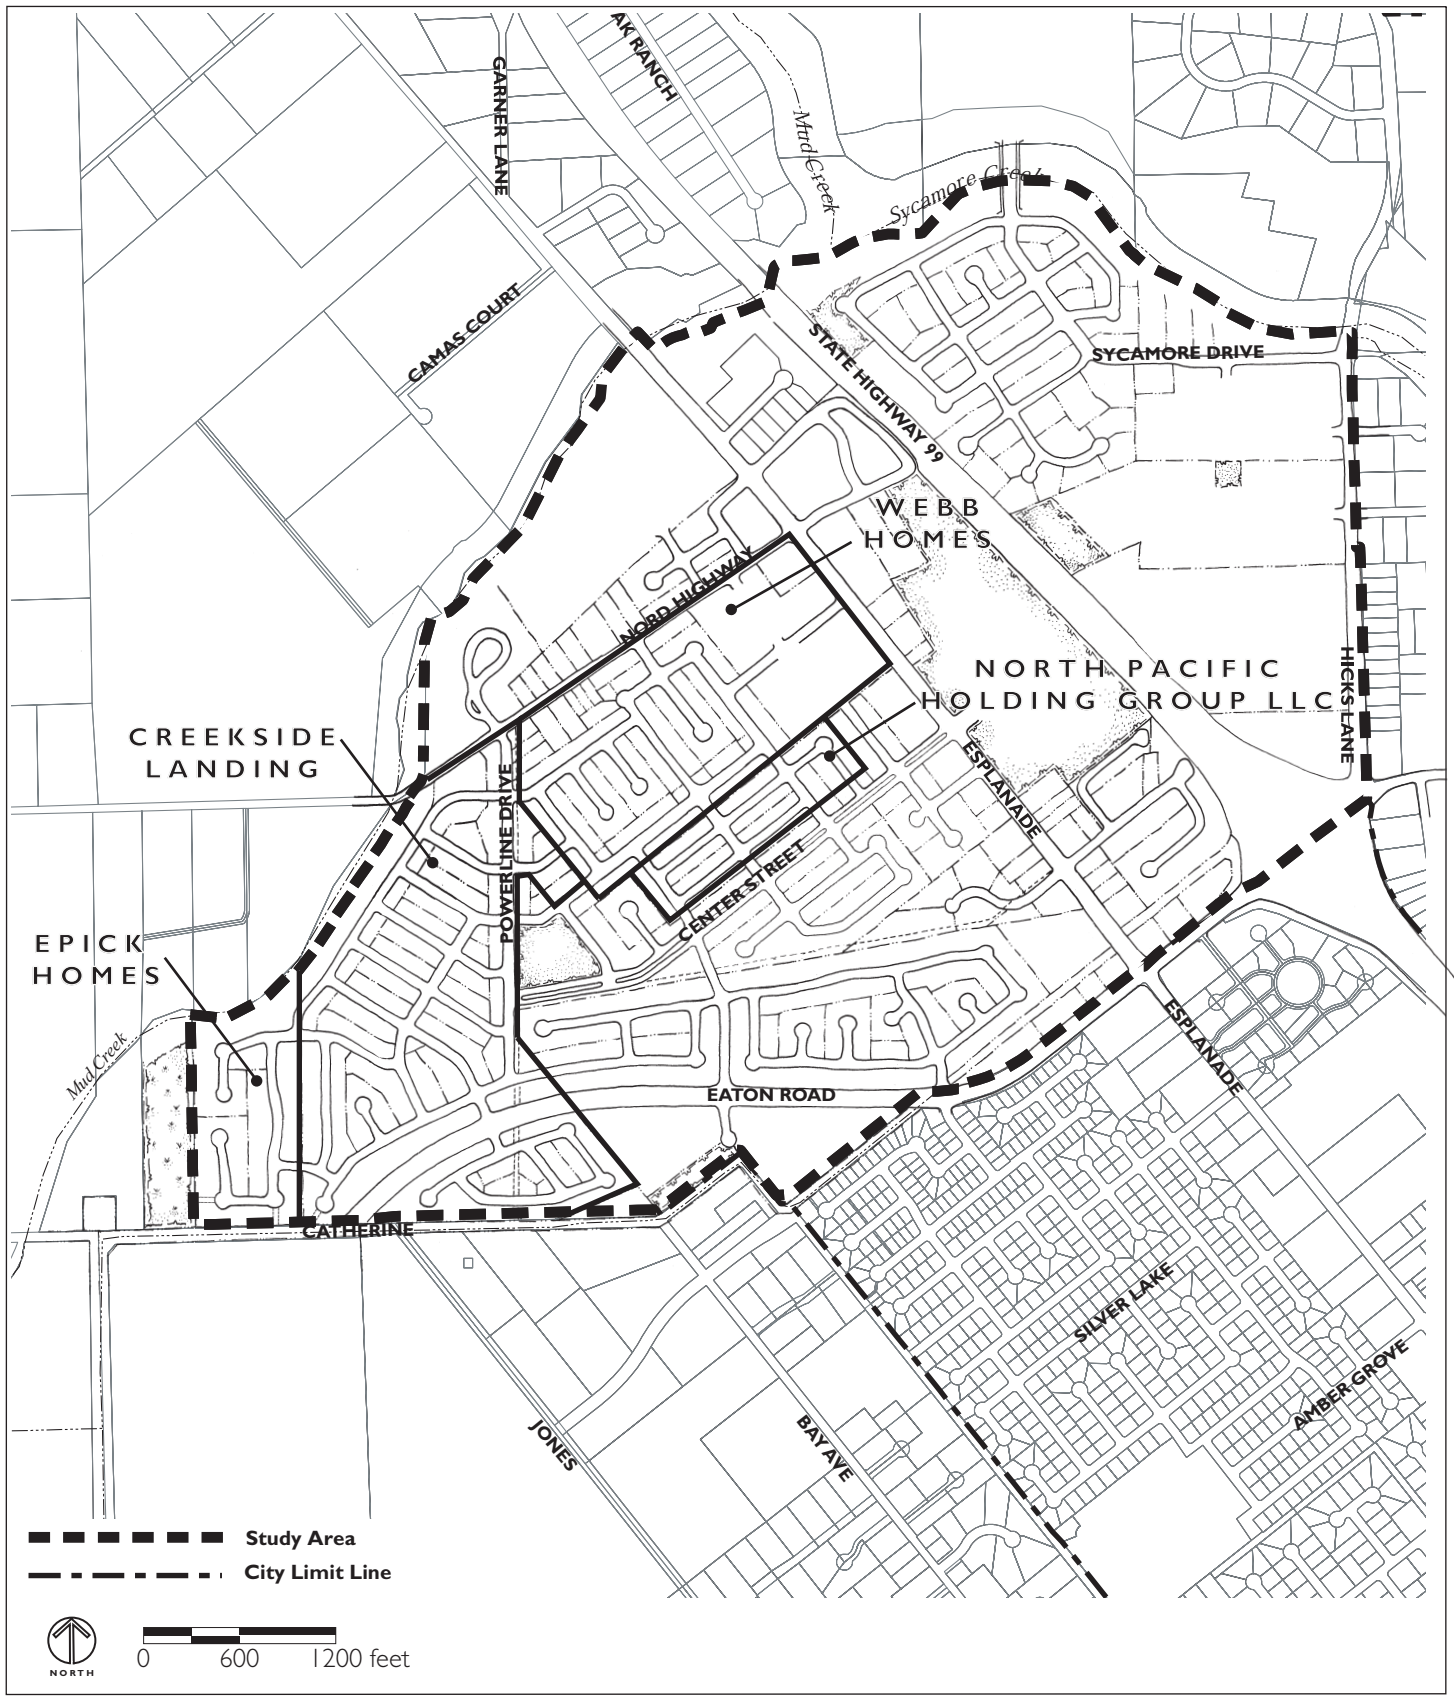 AK RANCH
GARNER LANE
Mud Creek
Sycamore Creek
CAMAS COURT
STATE HIGHWAY 99
SYCAMORE DRIVE
WEBB
HOMES
NORD HIGHWAY
NORTH PACIFIC
HOLDING GROUP LLC
HICKS LANE
CREEKSIDE
LANDING
POWERLINE DRIVE
ESPLANADE
CENTER STREET
EPICK
HOMES
ESPLANADE
Mud Creek
EATON ROAD
CATHERINE
SILVER LAKE
AMBER GROVE
JONES
BAY AVE
Study Area
City Limit Line
NORTH
0 600 1200 feet